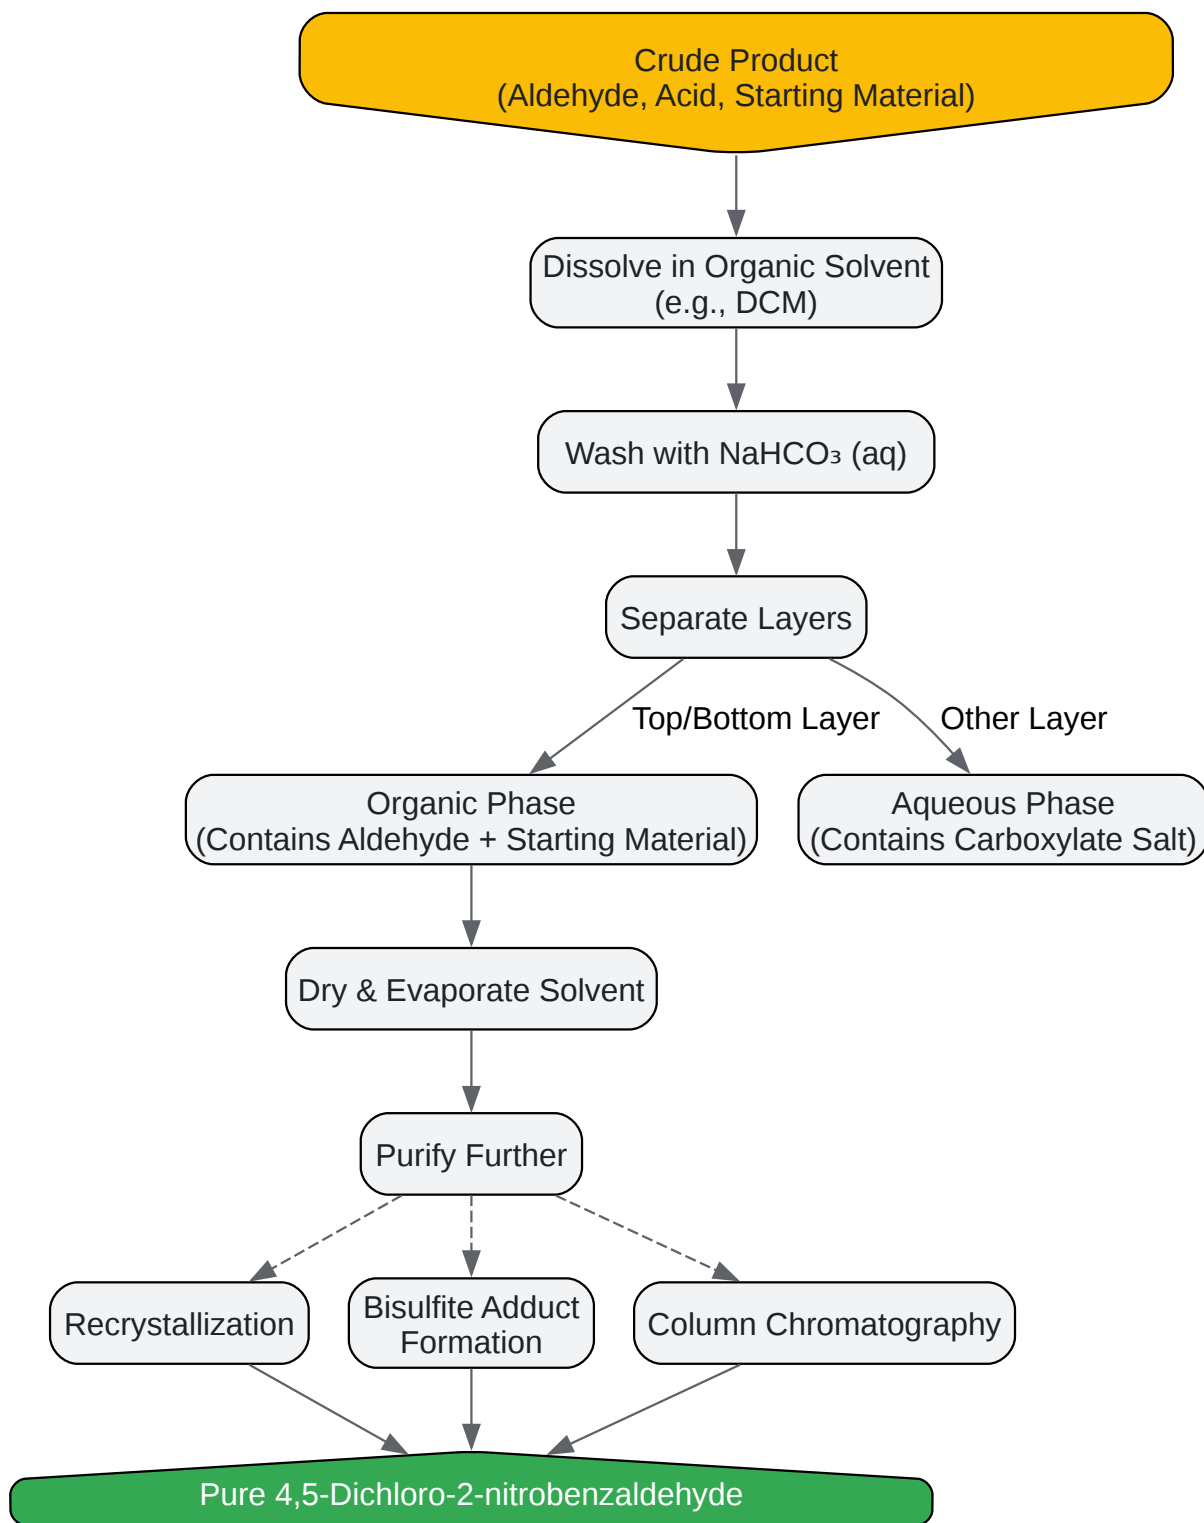 Crude Product
(Aldehyde, Acid, Starting Material)
Dissolve in Organic Solvent
(e.g., DCM)
Wash with NaHCO₃ (aq)
Separate Layers
Top/Bottom Layer
Other Layer
Organic Phase
(Contains Aldehyde + Starting Material)
Aqueous Phase
(Contains Carboxylate Salt)
Dry & Evaporate Solvent
Purify Further
Recrystallization
Bisulfite Adduct
Formation
Column Chromatography
Pure 4,5-Dichloro-2-nitrobenzaldehyde